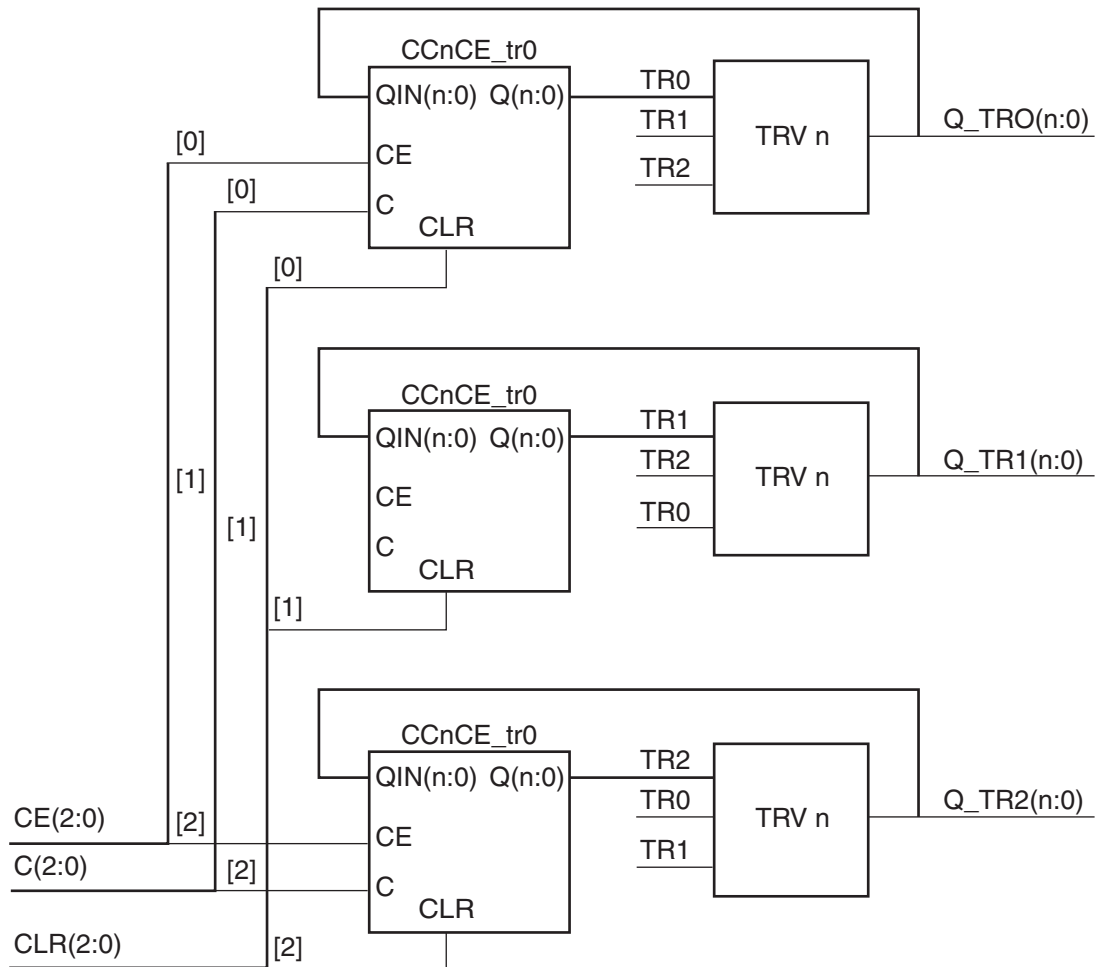 CCnCE_tr0
QIN(n:0) Q(n:0)
CE
C
CLR
[0]
[0]
[0]
TR0
TR1
TR2
TRV n
Q_TRO(n:0)
CCnCE_tr0
QIN(n:0) Q(n:0)
CE
C
CLR
[1]
[1]
[1]
TR1
TR2
TR0
TRV n
Q_TR1(n:0)
CCnCE_tr0
QIN(n:0) Q(n:0)
CE
C
CLR
CE(2:0)
[2]
C(2:0)
[2]
CLR(2:0)
[2]
TR2
TR0
TR1
TRV n
Q_TR2(n:0)